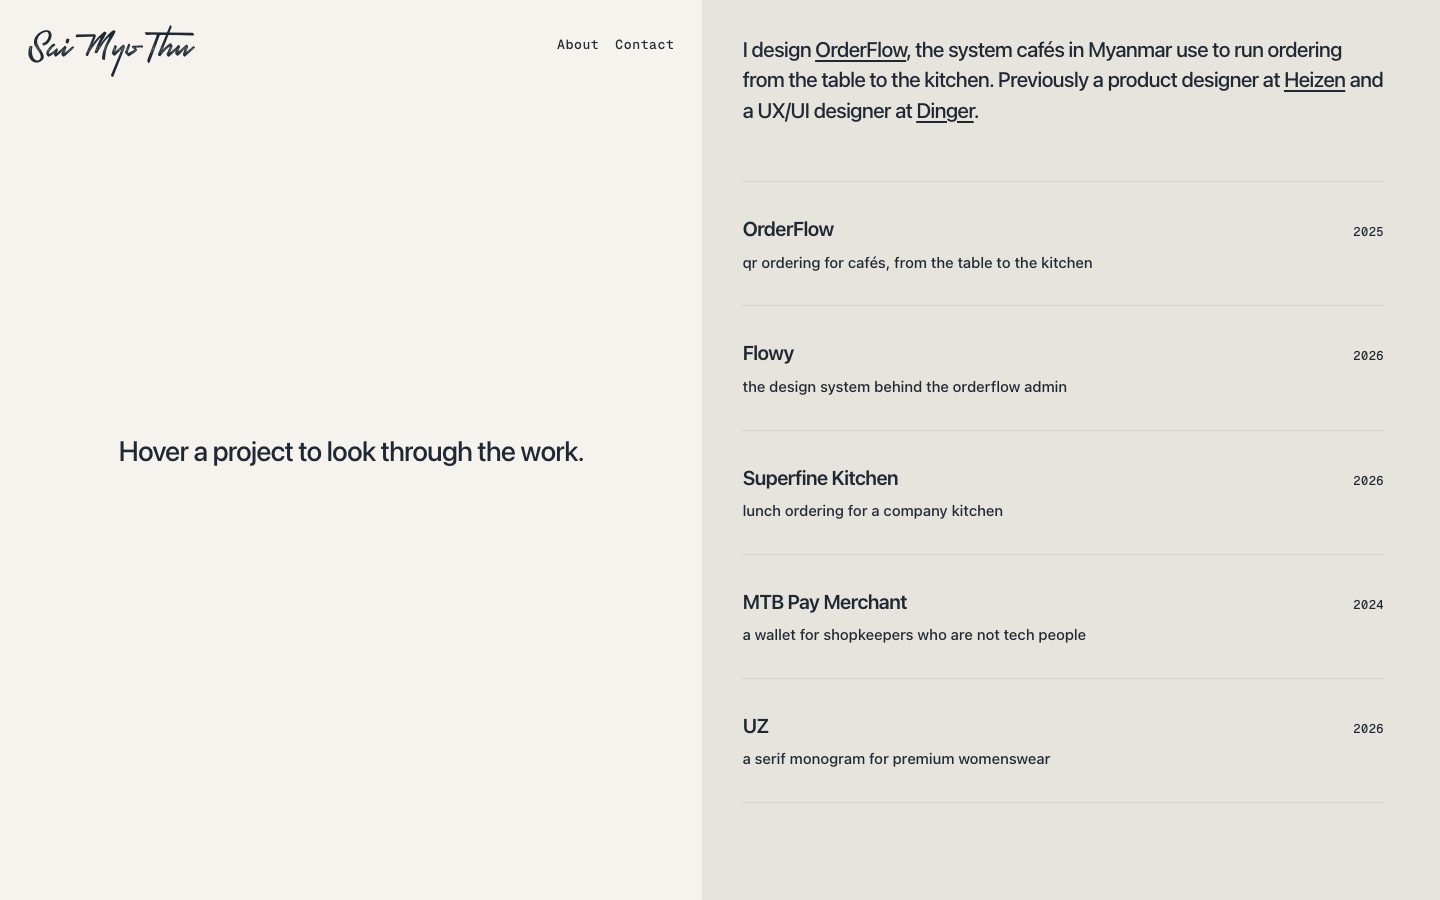 Sai Myo Thu
About Contact
Hover a project to look through the work.
I design OrderFlow, the system cafés in Myanmar use to run ordering
from the table to the kitchen. Previously a product designer at Heizen and
a UX/UI designer at Dinger.
OrderFlow 2025
qr ordering for cafés, from the table to the kitchen
Flowy 2026
the design system behind the orderflow admin
Superfine Kitchen 2026
lunch ordering for a company kitchen
MTB Pay Merchant 2024
a wallet for shopkeepers who are not tech people
UZ 2026
a serif monogram for premium womenswear